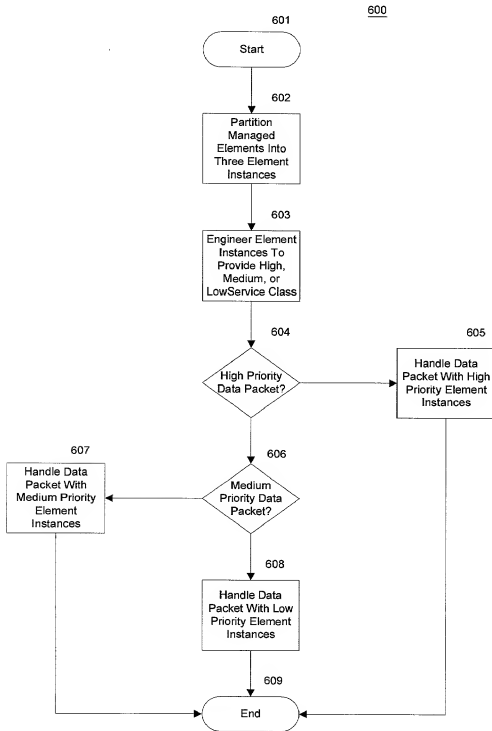 600
601
Start
602
Partition
Managed
Elements Into
Three Element
Instances
603
Engineer Element
Instances To
Provide High,
Medium, or
LowService Class
604
High Priority
Data Packet?
605
Handle Data
Packet With High
Priority Element
Instances
606
Medium
Priority Data
Packet?
607
Handle Data
Packet With
Medium Priority
Element
Instances
608
Handle Data
Packet With Low
Priority Element
Instances
609
End